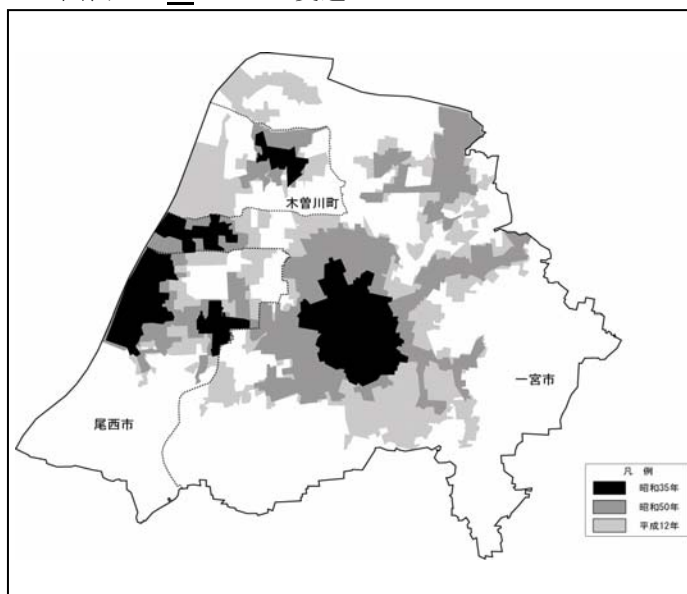 木曽川町
一宮市
尾西市
凡 例
昭和35年
昭和50年
平成12年